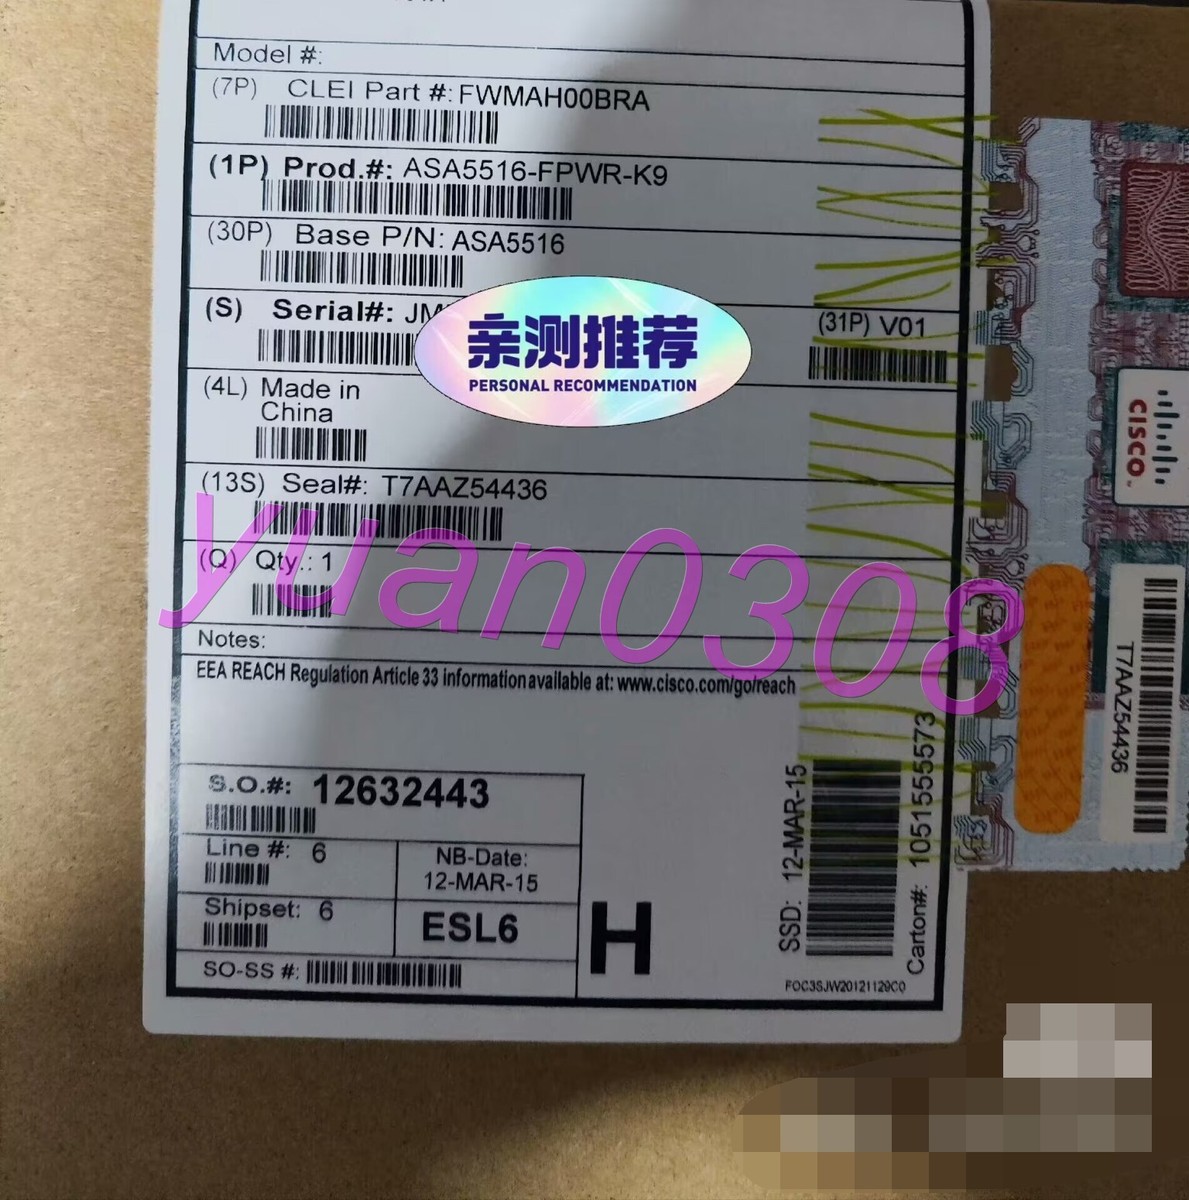 Model #:
(7P) CLEI Part #: FWMAH00BRA
(1P) Prod.#: ASA5516-FPWR-K9
(30P) Base P/N: ASA5516
(S) Serial#: JM
(31P) V01
亲测推荐
PERSONAL RECOMMENDATION
(4L) Made in
China
(13S) Seal#: T7AAZ54436
(Q) Qty.: 1
yuan0308
Notes:
EEA REACH Regulation Article 33 information available at: www.cisco.com/go/reach
S.O.#: 12632443
Line #: 6
NB-Date:
12-MAR-15
Shipset: 6
ESL6
SO-SS #:
H
SSD: 12-MAR-15
Carton#: 1051555573
FOC3SJW20121129C0
CISCO
T7AAZ54436